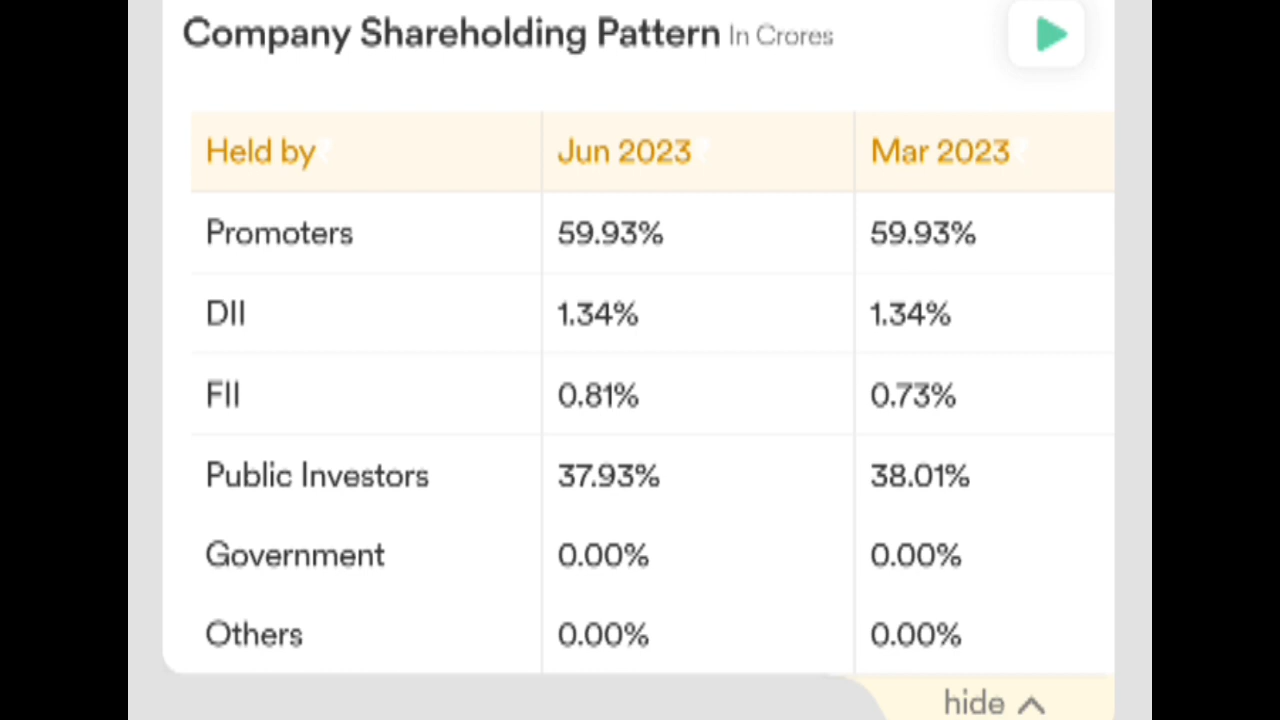 Company Shareholding Pattern In Crores
Held by Jun 2023 Mar 2023
Promoters 59.93% 59.93%
DII 1.34% 1.34%
FII 0.81% 0.73%
Public Investors 37.93% 38.01%
Government 0.00% 0.00%
Others 0.00% 0.00%
hide